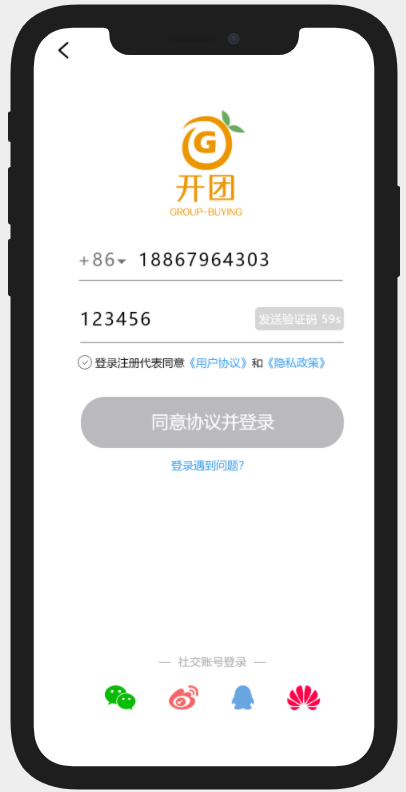 G
开团
GROUP-BUYING
+86 18867964303
123456 发送验证码 59s
登录注册代表同意《用户协议》和《隐私政策》
同意协议并登录
登录遇到问题?
— 社交账号登录 —